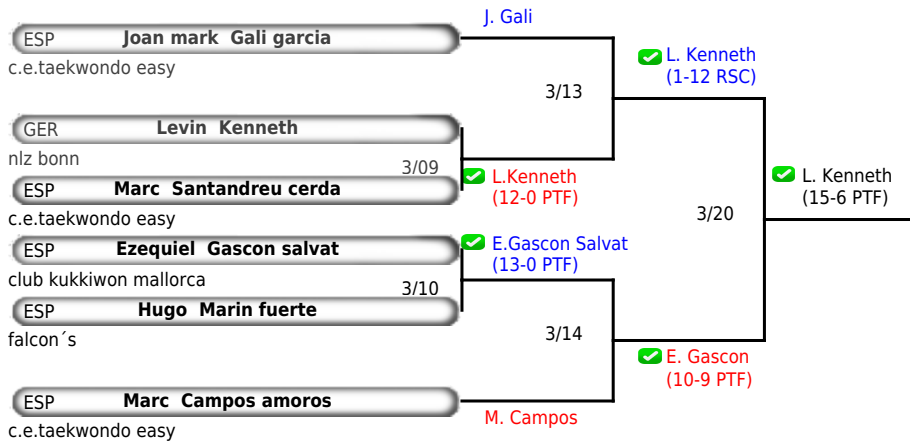 J. Gali
ESP Joan mark Gali garcia
c.e.taekwondo easy
L. Kenneth
(1-12 RSC)
3/13
GER Levin Kenneth
nlz bonn
3/09
L.Kenneth
(12-0 PTF)
ESP Marc Santandreu cerda
c.e.taekwondo easy
L. Kenneth
(15-6 PTF)
3/20
ESP Ezequiel Gascon salvat
club kukkiwon mallorca
E.Gascon Salvat
(13-0 PTF)
3/10
ESP Hugo Marin fuerte
falcon´s
3/14
E. Gascon
(10-9 PTF)
ESP Marc Campos amoros
c.e.taekwondo easy
M. Campos